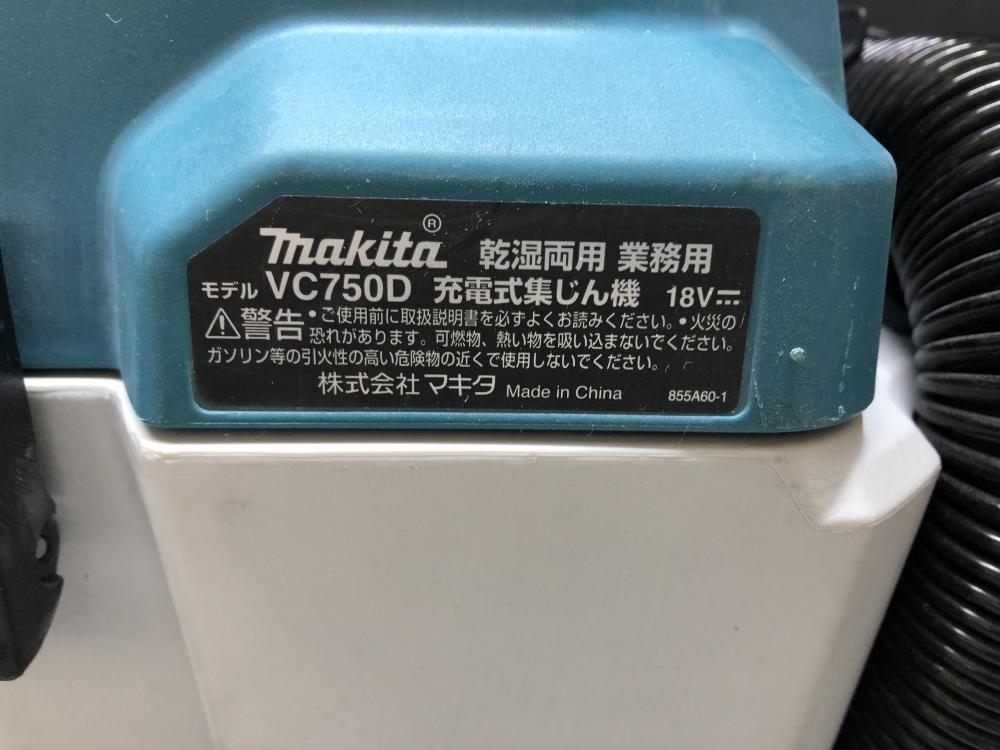 makita® 乾湿両用 業務用
モデル VC750D 充電式集じん機 18V⎓
⚠警告 •ご使用前に取扱説明書を必ずよくお読みください。•火災の
恐れがあります。可燃物、熱い物を吸い込まないでください。
ガソリン等の引火性の高い危険物の近くで使用しないでください。
株式会社 マキタ Made in China 855A60-1